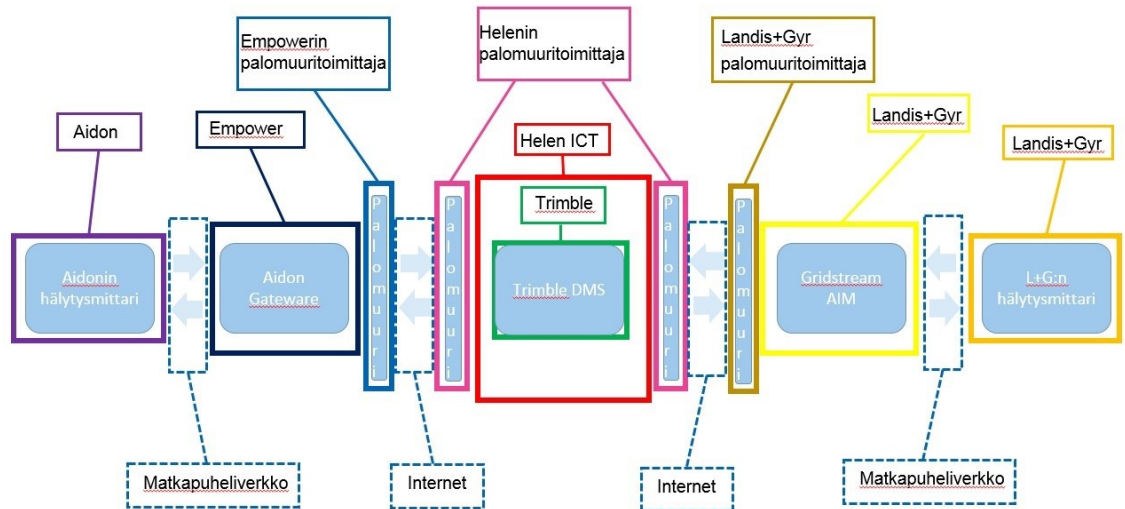 Empowerin
palomuuritoimittaja
Helenin
palomuuritoimittaja
Landis+Gyr
palomuuritoimittaja
Aidon
Empower
Helen ICT
Landis+Gyr
Landis+Gyr
Trimble
Aidonin
hälytysmittari
Aidon
Gateware
Palomuuri
Palomuuri
Trimble DMS
Palomuuri
Palomuuri
Gridstream
AIM
L+G:n
hälytysmittari
Matkapuheliverkko
Internet
Internet
Matkapuheliverkko